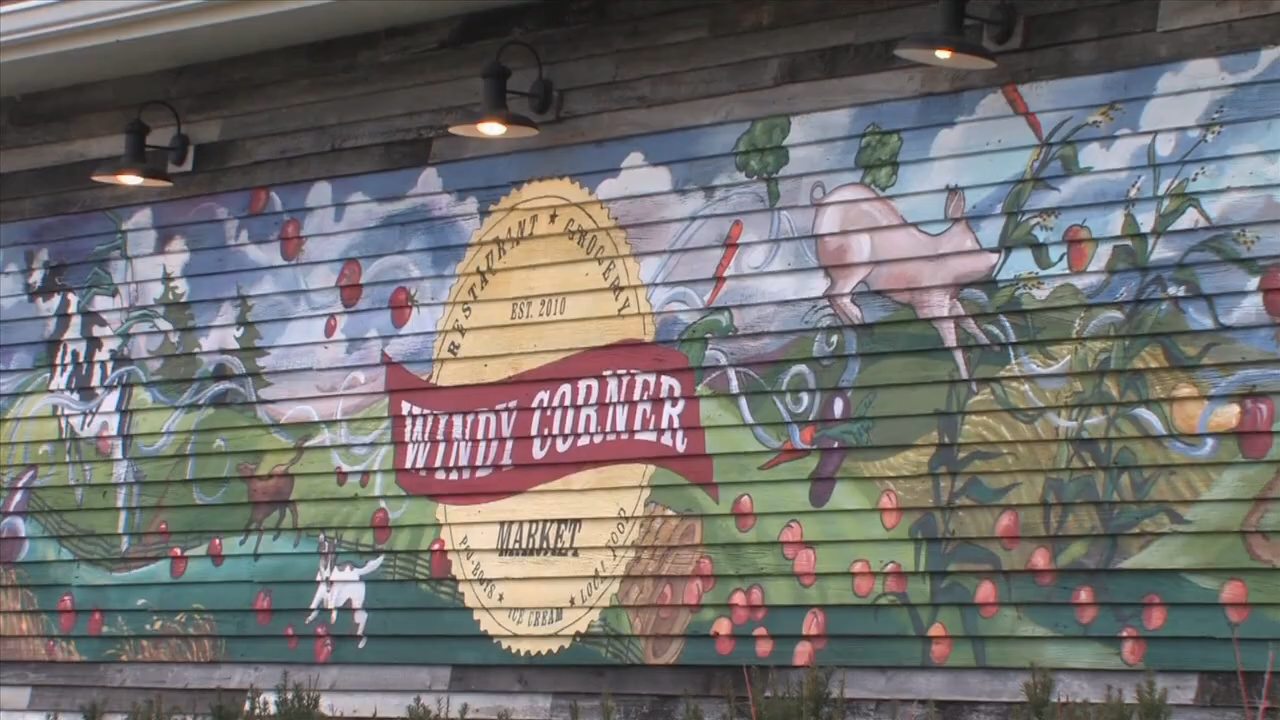 RESTAURANT ★ GROCERY
EST. 2010
WINDY CORNER
MARKET
PO-BOYS ★ ICE CREAM ★ LOCAL FOOD